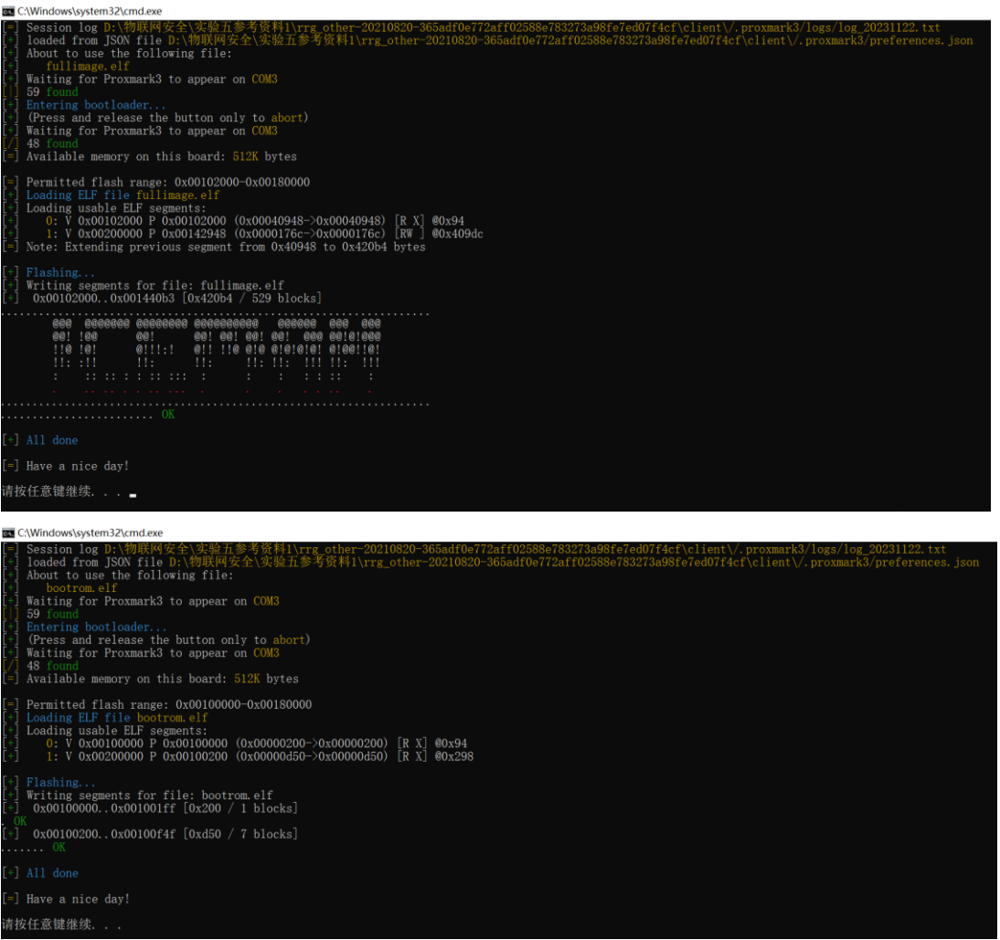 C:\Windows\system32\cmd.exe
[=] Session log D:\物联网安全\实验五参考资料1\rrg_other-20210820-365adf0e772aff02588e783273a98fe7ed07f4cf\client\/.proxmark3/logs/log_20231122.txt
[+] loaded from JSON file D:\物联网安全\实验五参考资料1\rrg_other-20210820-365adf0e772aff02588e783273a98fe7ed07f4cf\client\/.proxmark3/preferences.json
[+] About to use the following file:
[+]    fullimage.elf
[+] Waiting for Proxmark3 to appear on COM3
[|] 59 found
[+] Entering bootloader...
[+] (Press and release the button only to abort)
[+] Waiting for Proxmark3 to appear on COM3
[/] 48 found
[=] Available memory on this board: 512K bytes
[=] Permitted flash range: 0x00102000-0x00180000
[+] Loading ELF file fullimage.elf
[+] Loading usable ELF segments:
[+]    0: V 0x00102000 P 0x00102000 (0x00040948->0x00040948) [R X] @0x94
[+]    1: V 0x00200000 P 0x00142948 (0x0000176c->0x0000176c) [RW ] @0x409dc
[=] Note: Extending previous segment from 0x40948 to 0x420b4 bytes
[+] Flashing...
[+] Writing segments for file: fullimage.elf
[+]  0x00102000..0x001440b3 [0x420b4 / 529 blocks]
........................ OK
[+] All done
[=] Have a nice day!
请按任意键继续. . .
C:\Windows\system32\cmd.exe
[=] Session log D:\物联网安全\实验五参考资料1\rrg_other-20210820-365adf0e772aff02588e783273a98fe7ed07f4cf\client\/.proxmark3/logs/log_20231122.txt
[+] loaded from JSON file D:\物联网安全\实验五参考资料1\rrg_other-20210820-365adf0e772aff02588e783273a98fe7ed07f4cf\client\/.proxmark3/preferences.json
[+] About to use the following file:
[+]    bootrom.elf
[+] Waiting for Proxmark3 to appear on COM3
[|] 59 found
[+] Entering bootloader...
[+] (Press and release the button only to abort)
[+] Waiting for Proxmark3 to appear on COM3
[/] 48 found
[=] Available memory on this board: 512K bytes
[=] Permitted flash range: 0x00100000-0x00180000
[+] Loading ELF file bootrom.elf
[+] Loading usable ELF segments:
[+]    0: V 0x00100000 P 0x00100000 (0x00000200->0x00000200) [R X] @0x94
[+]    1: V 0x00200000 P 0x00100200 (0x00000d50->0x00000d50) [R X] @0x298
[+] Flashing...
[+] Writing segments for file: bootrom.elf
[+]  0x00100000..0x001001ff [0x200 / 1 blocks]
. OK
[+]  0x00100200..0x00100f4f [0xd50 / 7 blocks]
....... OK
[+] All done
[=] Have a nice day!
请按任意键继续. . .